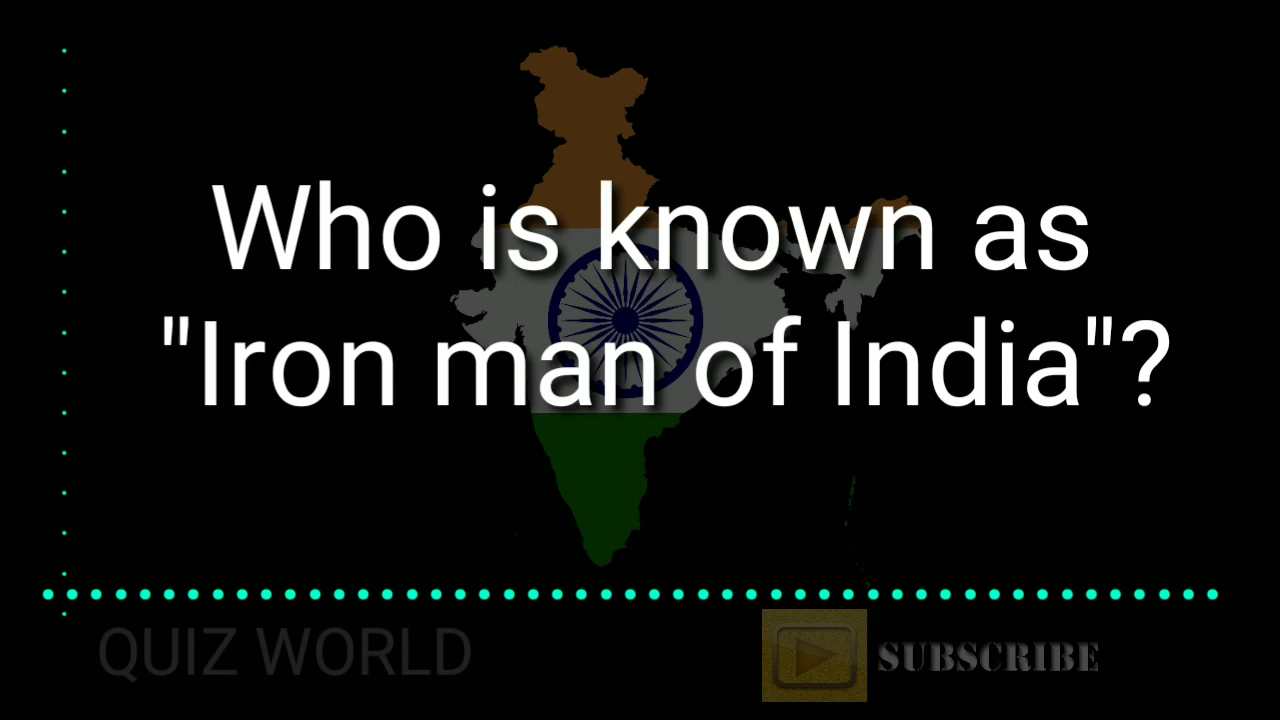 Who is known as
"Iron man of India"?
QUIZ WORLD
SUBSCRIBE